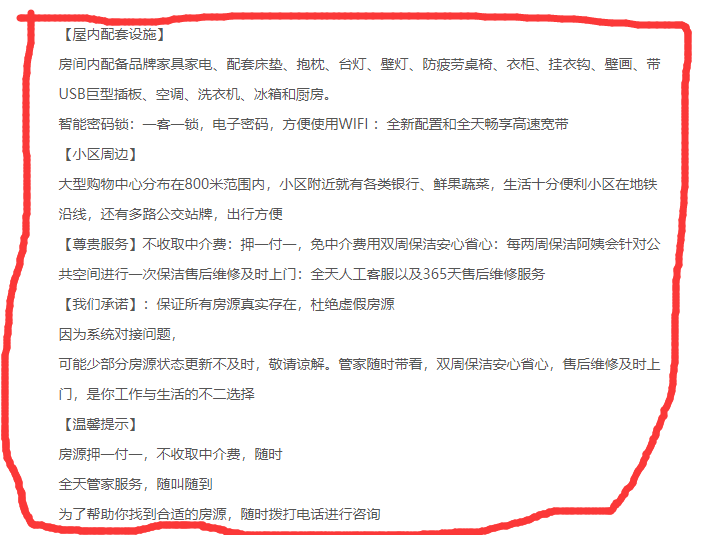 【屋内配套设施】
房间内配备品牌家具家电、配套床垫、抱枕、台灯、壁灯、防疲劳桌椅、衣柜、挂衣钩、壁画、带
USB巨型插板、空调、洗衣机、冰箱和厨房。
智能密码锁：一客一锁，电子密码，方便使用WIFI ：全新配置和全天畅享高速宽带
【小区周边】
大型购物中心分布在800米范围内，小区附近就有各类银行、鲜果蔬菜，生活十分便利小区在地铁
沿线，还有多路公交站牌，出行方便
【尊贵服务】不收取中介费：押一付一，免中介费用双周保洁安心省心：每两周保洁阿姨会针对公
共空间进行一次保洁售后维修及时上门：全天人工客服以及365天售后维修服务
【我们承诺】：保证所有房源真实存在，杜绝虚假房源
因为系统对接问题，
可能少部分房源状态更新不及时，敬请谅解。管家随时带看，双周保洁安心省心，售后维修及时上
门，是你工作与生活的不二选择
【温馨提示】
房源押一付一，不收取中介费，随时
全天管家服务，随叫随到
为了帮助你找到合适的房源，随时拨打电话进行咨询